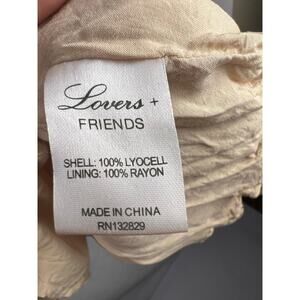 Lovers +
FRIENDS
SHELL: 100% LYOCELL
LINING: 100% RAYON
MADE IN CHINA
RN132829